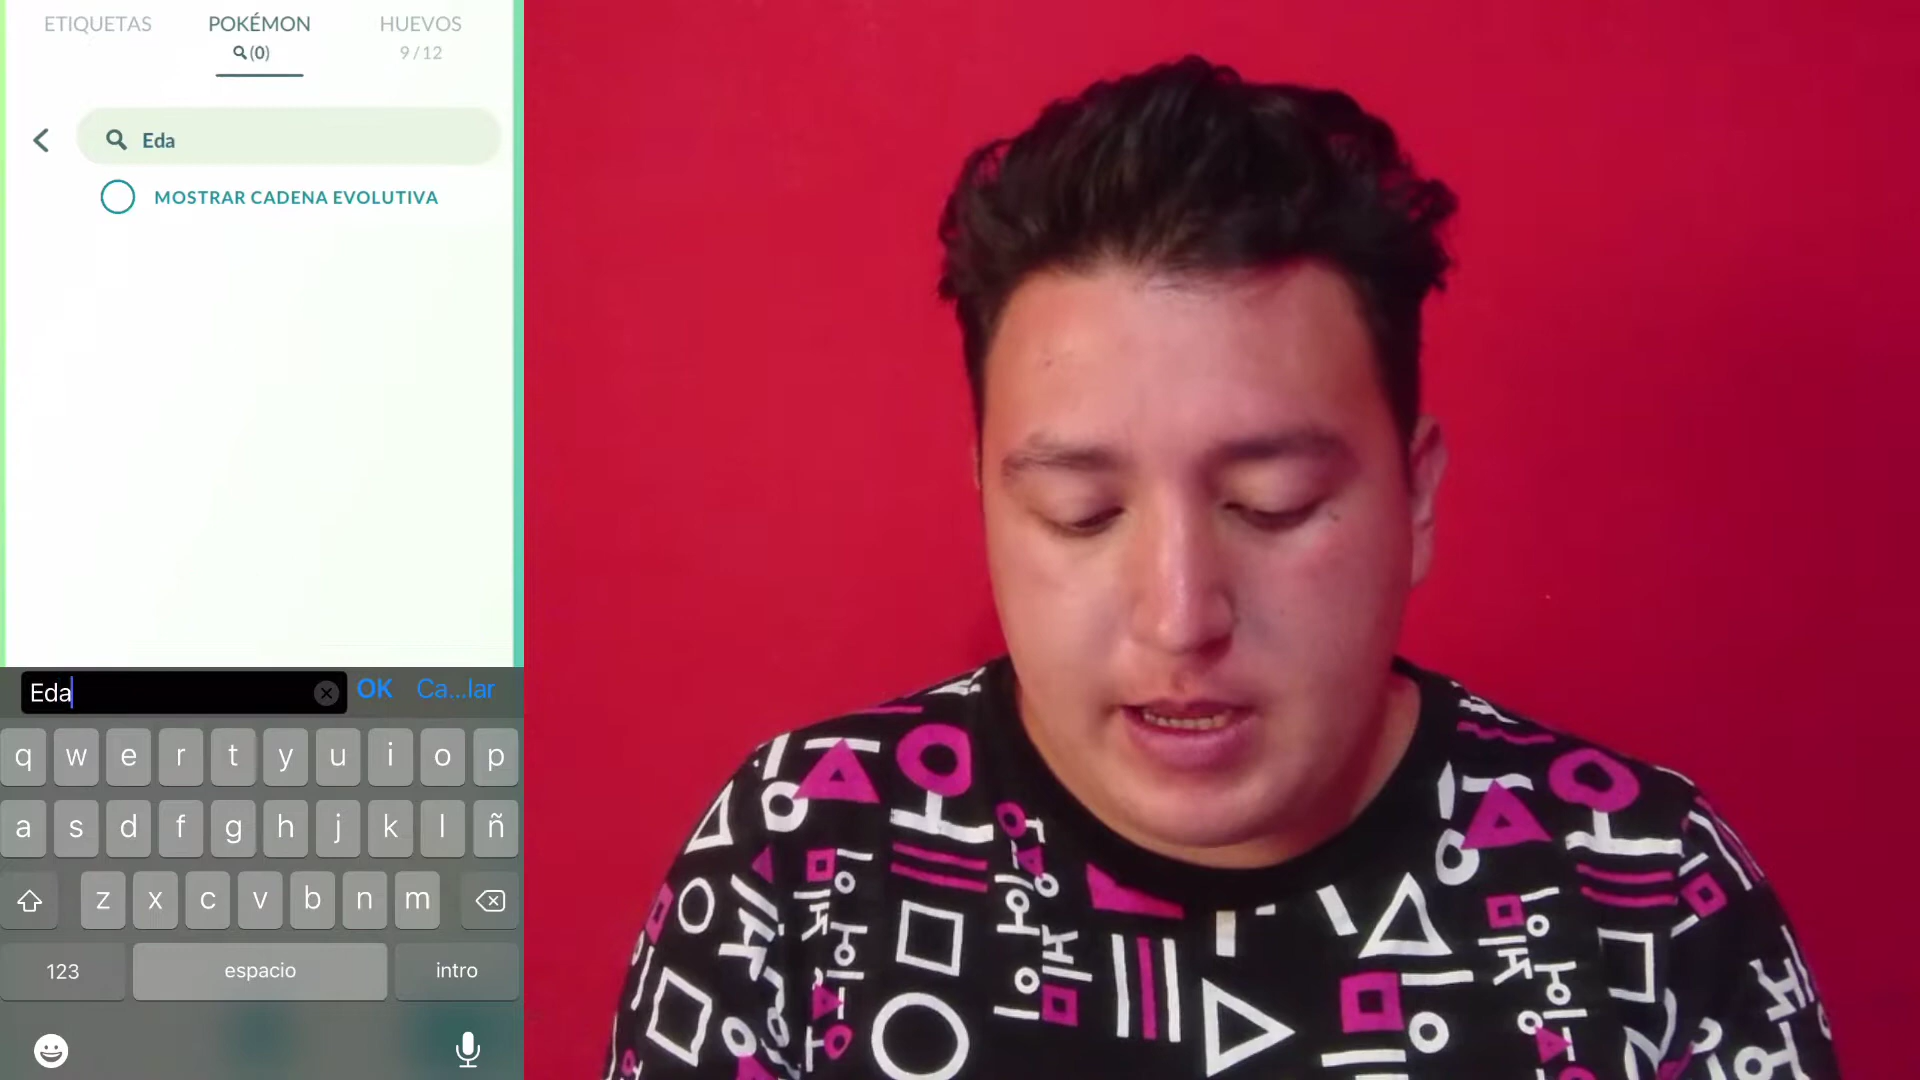 ETIQUETAS
POKÉMON
(0)
HUEVOS
9 / 12
Eda
MOSTRAR CADENA EVOLUTIVA
Eda
OK
Ca...lar
q w e r t y u i o p
a s d f g h j k l ñ
z x c v b n m
123
espacio
intro